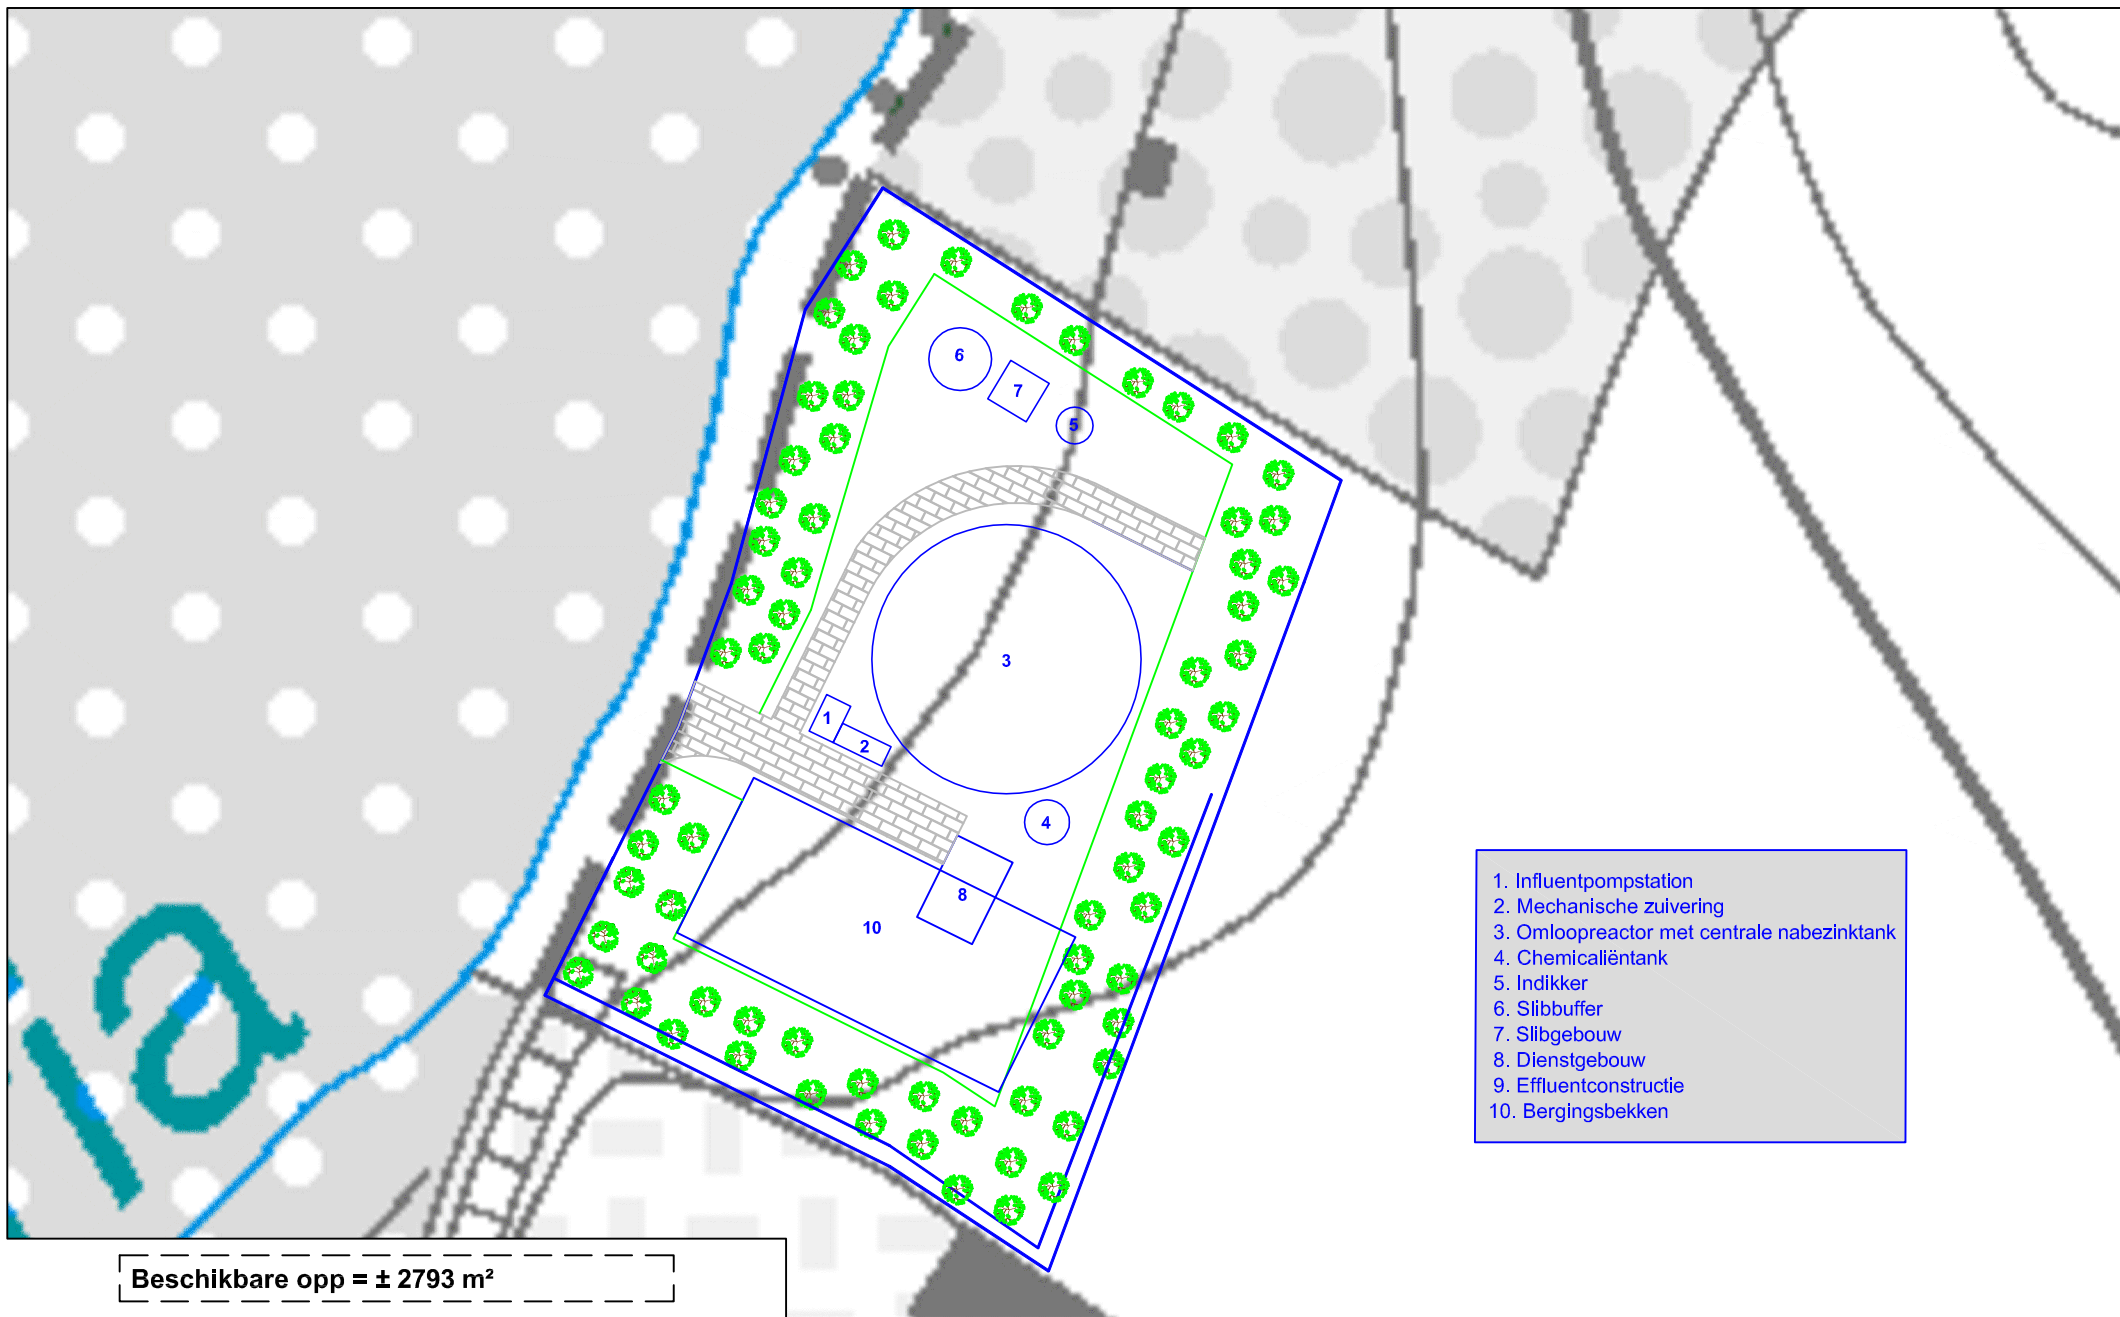 6
7
5
3
1
2
4
8
10
1. Influentpompstation
2. Mechanische zuivering
3. Omloopreactor met centrale nabezinktank
4. Chemicaliëntank
5. Indikker
6. Slibbuffer
7. Slibgebouw
8. Dienstgebouw
9. Effluentconstructie
10. Bergingsbekken
la
Beschikbare opp = ± 2793 m²